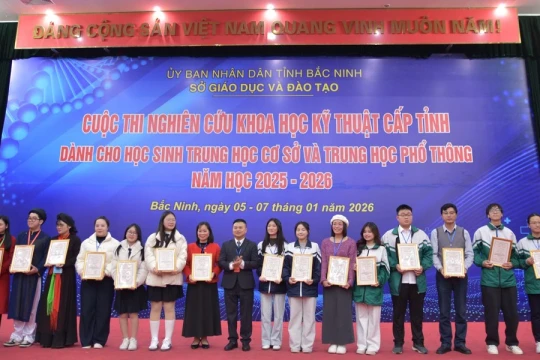 ĐẢNG CỘNG SẢN VIỆT NAM QUANG VINH MUÔN NĂM!
ỦY BAN NHÂN DÂN TỈNH BẮC NINH
SỞ GIÁO DỤC VÀ ĐÀO TẠO
CUỘC THI NGHIÊN CỨU KHOA HỌC KỸ THUẬT CẤP TỈNH
DÀNH CHO HỌC SINH TRUNG HỌC CƠ SỞ VÀ TRUNG HỌC PHỔ THÔNG
NĂM HỌC 2025 - 2026
Bắc Ninh, ngày 05 - 07 tháng 01 năm 2026